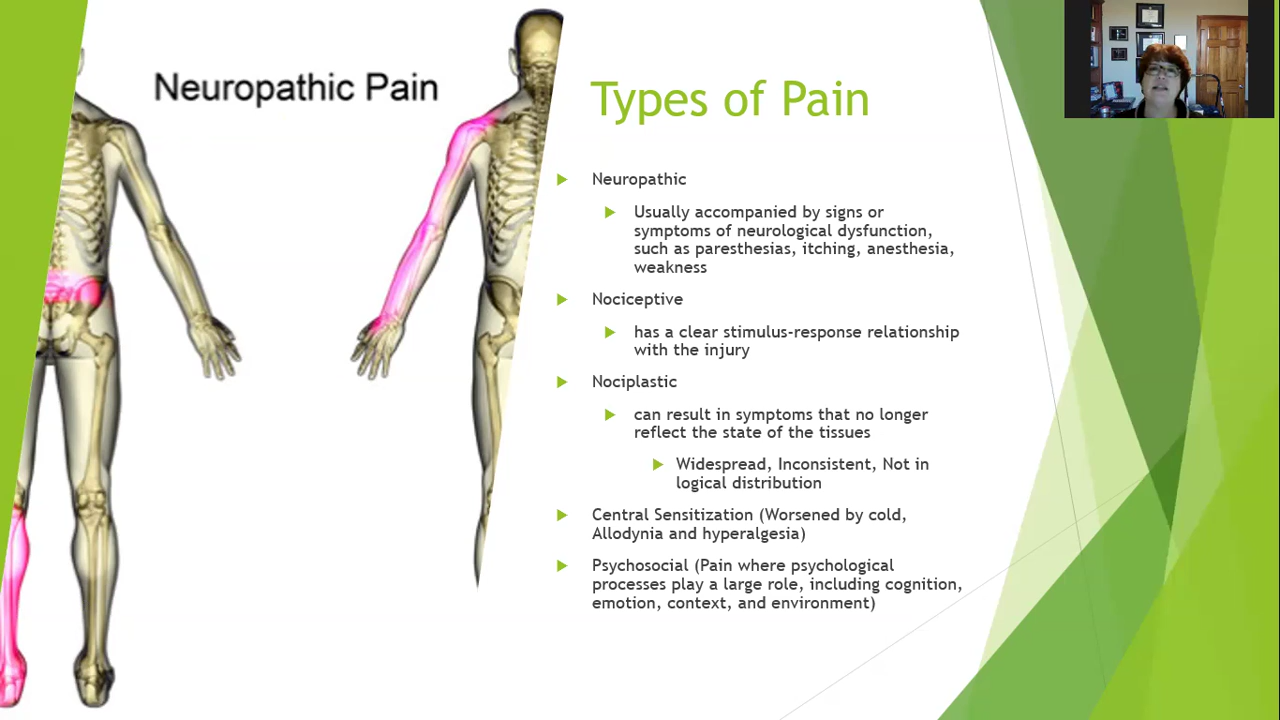 Neuropathic Pain
Types of Pain
Neuropathic
Usually accompanied by signs or
symptoms of neurological dysfunction,
such as paresthesias, itching, anesthesia,
weakness
Nociceptive
has a clear stimulus-response relationship
with the injury
Nociplastic
can result in symptoms that no longer
reflect the state of the tissues
Widespread, Inconsistent, Not in
logical distribution
Central Sensitization (Worsened by cold,
Allodynia and hyperalgesia)
Psychosocial (Pain where psychological
processes play a large role, including cognition,
emotion, context, and environment)